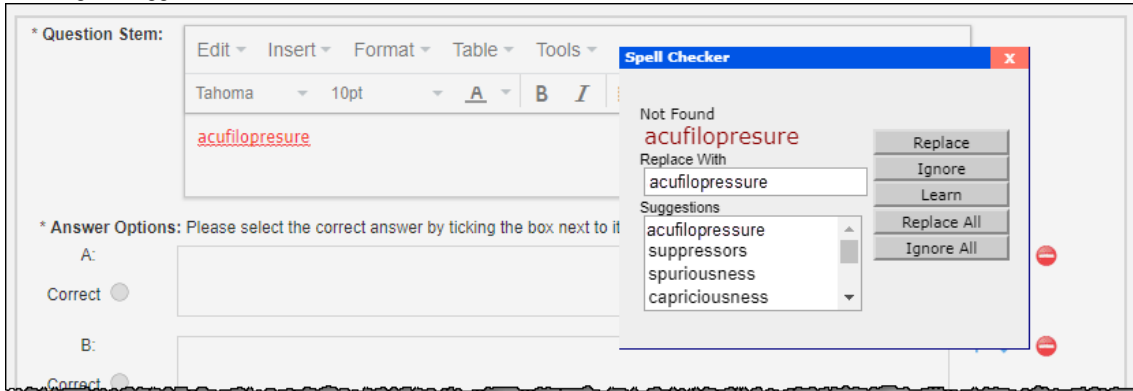 * Question Stem:
Edit Insert Format Table Tools
Tahoma 10pt A B I
acufilopresure
Spell Checker
x
Not Found
acufilopresure
Replace With
acufilopressure
Suggestions
acufilopressure
suppressors
spuriousness
capriciousness
Replace
Ignore
Learn
Replace All
Ignore All
* Answer Options: Please select the correct answer by ticking the box next to it
A:
Correct
B:
Correct